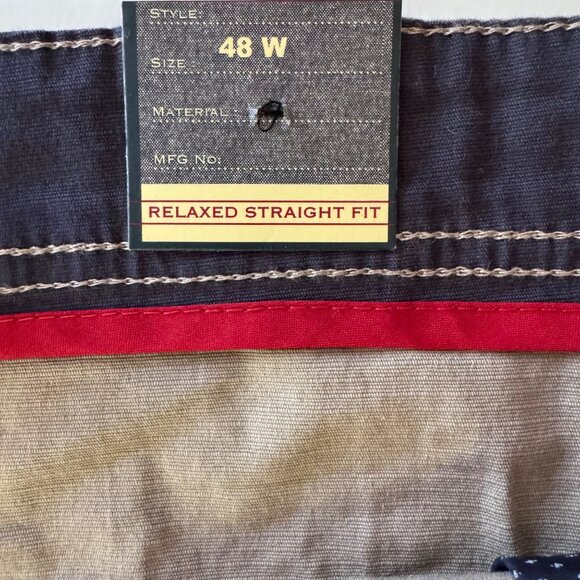 STYLE:
SIZE : 48 W
MATERIAL :
MFG NO:
RELAXED STRAIGHT FIT